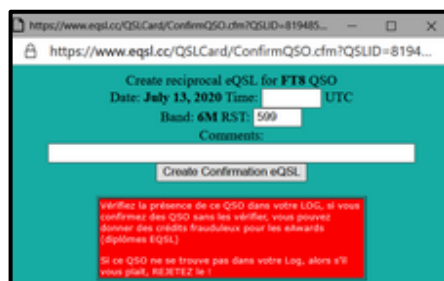 https://www.eqsl.cc/QSLCard/ConfirmQSO.cfm?QSLID=819485...
https://www.eqsl.cc/QSLCard/ConfirmQSO.cfm?QSLID=8194...
Create reciprocal eQSL for FT8 QSO
Date: July 13, 2020 Time: UTC
Band: 6M RST: 599
Comments:
Create Confirmation eQSL
Vérifiez la présence de ce QSO dans votre LOG, si vous
confirmez des QSO sans les vérifier, vous pouvez
donner des crédits frauduleux pour les eAwards
(diplômes EQSL)
Si ce QSO ne se trouve pas dans votre Log, alors s'il
vous plaît, REJETEZ le !